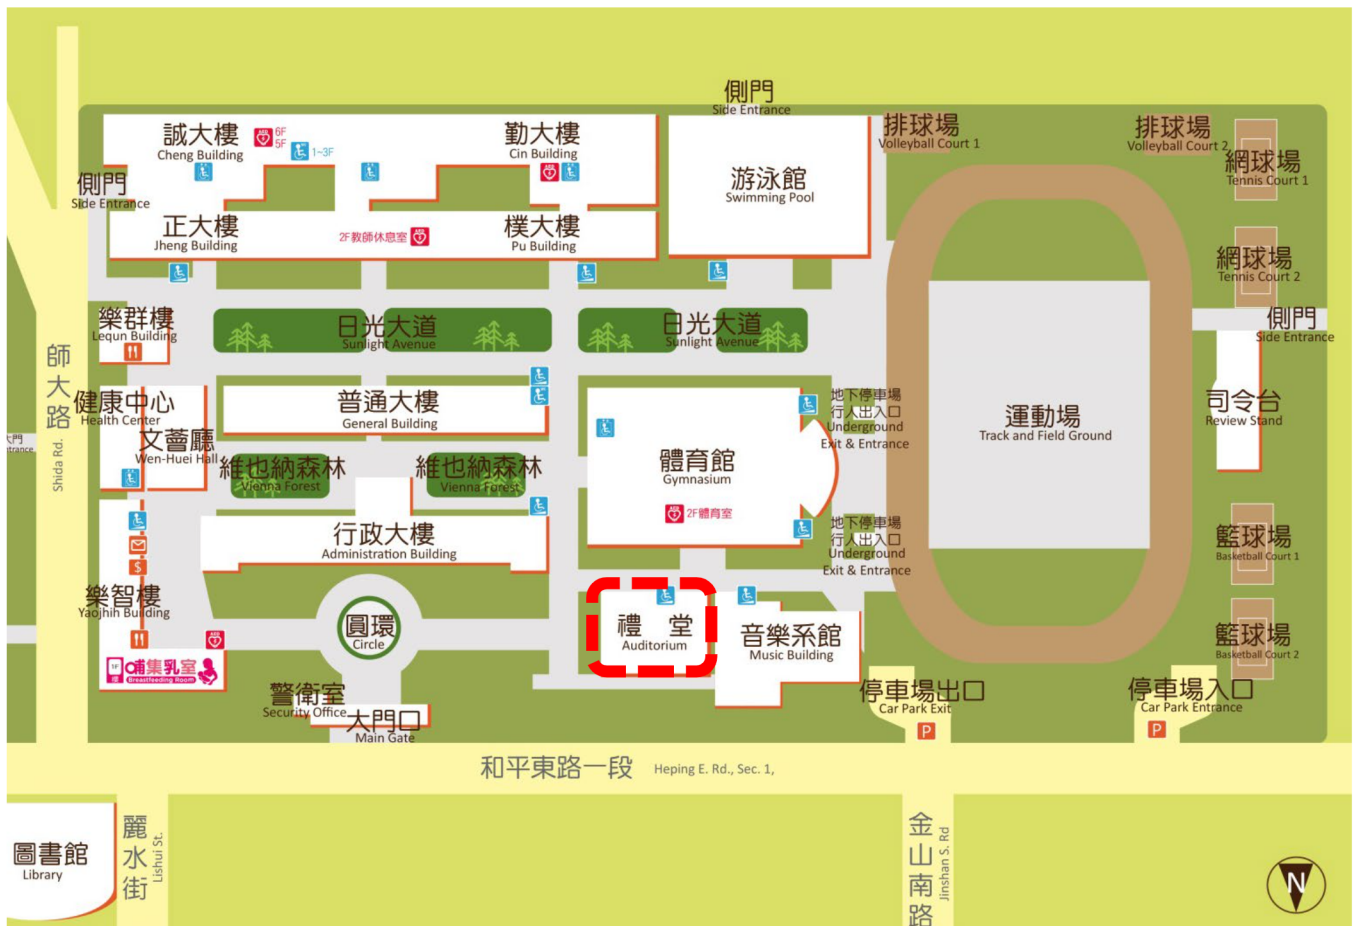 側門
Side Entrance
誠大樓
Cheng Building
AED
6F
5F
1~3F
勤大樓
Cin Building
AED
游泳館
Swimming Pool
排球場
Volleyball Court 1
排球場
Volleyball Court 2
網球場
Tennis Court 1
側門
Side Entrance
正大樓
Jheng Building
2F教師休息室
AED
樸大樓
Pu Building
網球場
Tennis Court 2
樂群樓
Lequn Building
日光大道
Sunlight Avenue
日光大道
Sunlight Avenue
側門
Side Entrance
師大路
Shida Rd.
健康中心
Health Center
文薈廳
Wen-Huei Hall
普通大樓
General Building
地下停車場
行人出入口
Underground
Exit & Entrance
運動場
Track and Field Ground
司令台
Review Stand
大門
ntrance
維也納森林
Vienna Forest
維也納森林
Vienna Forest
體育館
Gymnasium
AED
2F體育室
行政大樓
Administration Building
地下停車場
行人出入口
Underground
Exit & Entrance
籃球場
Basketball Court 1
$
樂智樓
Yaojhih Building
AED
圓環
Circle
禮 堂
Auditorium
音樂系館
Music Building
籃球場
Basketball Court 2
1F
哺集乳室
Breastfeeding Room
警衛室
Security Office
大門口
Main Gate
停車場出口
Car Park Exit
P
停車場入口
Car Park Entrance
P
和平東路一段
Heping E. Rd., Sec. 1,
圖書館
Library
麗水街
Lishui St.
金山南路
Jinshan S. Rd
N